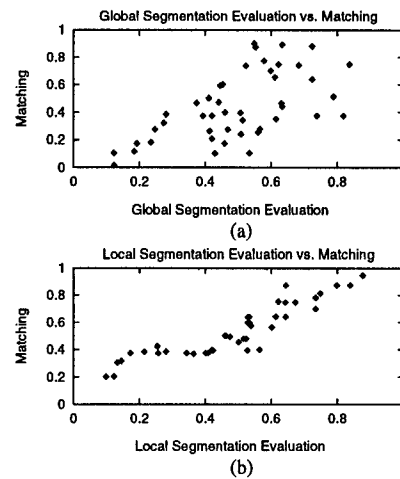 Global Segmentation Evaluation vs. Matching
1
0.8
0.6
0.4
0.2
0
Matching
0 0.2 0.4 0.6 0.8
Global Segmentation Evaluation
(a)
Local Segmentation Evaluation vs. Matching
1
0.8
0.6
0.4
0.2
0
Matching
0 0.2 0.4 0.6 0.8
Local Segmentation Evaluation
(b)